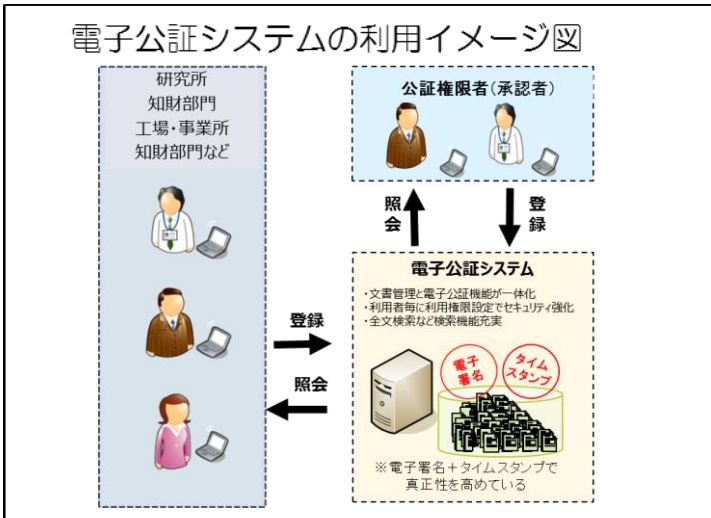 電子公証システムの利用イメージ図
研究所
知財部門
工場・事業所
知財部門など
公証権限者(承認者)
照会
登録
電子公証システム
・文書管理と電子公証機能が一体化
・利用者毎に利用権限設定でセキュリティ強化
・全文検索など検索機能充実
登録
照会
電子
署名
タイム
スタンプ
※電子署名+タイムスタンプで
真正性を高めている